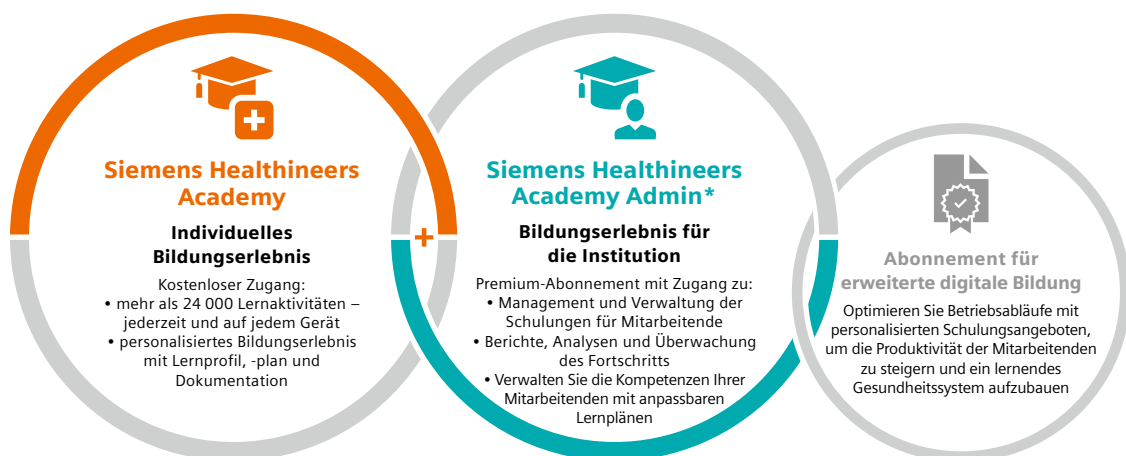 Siemens Healthineers
Academy
Individuelles
Bildungserlebnis
Kostenloser Zugang:
• mehr als 24 000 Lernaktivitäten –
jederzeit und auf jedem Gerät
• personalisiertes Bildungserlebnis
mit Lernprofil, -plan und
Dokumentation
+
Siemens Healthineers
Academy Admin*
Bildungserlebnis für
die Institution
Premium-Abonnement mit Zugang zu:
• Management und Verwaltung der
Schulungen für Mitarbeitende
• Berichte, Analysen und Überwachung
des Fortschritts
• Verwalten Sie die Kompetenzen Ihrer
Mitarbeitenden mit anpassbaren
Lernplänen
Abonnement für
erweiterte digitale Bildung
Optimieren Sie Betriebsabläufe mit
personalisierten Schulungsangeboten,
um die Produktivität der Mitarbeitenden
zu steigern und ein lernendes
Gesundheitssystem aufzubauen